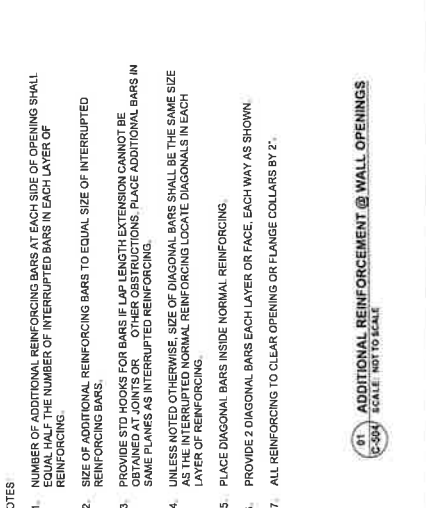 OTES
1. NUMBER OF ADDITIONAL REINFORCING BARS AT EACH SIDE OF OPENING SHALL
EQUAL HALF THE NUMBER OF INTERRUPTED BARS IN EACH LAYER OF
REINFORCING.
2. SIZE OF ADDITIONAL REINFORCING BARS TO EQUAL SIZE OF INTERRUPTED
REINFORCING BARS.
3. PROVIDE STD HOOKS FOR BARS IF LAP LENGTH EXTENSION CANNOT BE
OBTAINED AT JOINTS OR OTHER OBSTRUCTIONS. PLACE ADDITIONAL BARS IN
SAME PLANES AS INTERRUPTED REINFORCING.
4. UNLESS NOTED OTHERWISE, SIZE OF DIAGONAL BARS SHALL BE THE SAME SIZE
AS THE INTERRUPTED NORMAL REINFORCING LOCATE DIAGONALS IN EACH
LAYER OF REINFORCING.
5. PLACE DIAGONAL BARS INSIDE NORMAL REINFORCING.
6. PROVIDE 2 DIAGONAL BARS EACH LAYER OR FACE, EACH WAY AS SHOWN.
7. ALL REINFORCING TO CLEAR OPENING OR FLANGE COLLARS BY 2".
01 ADDITIONAL REINFORCEMENT @ WALL OPENINGS
C-504 SCALE: NOT TO SCALE